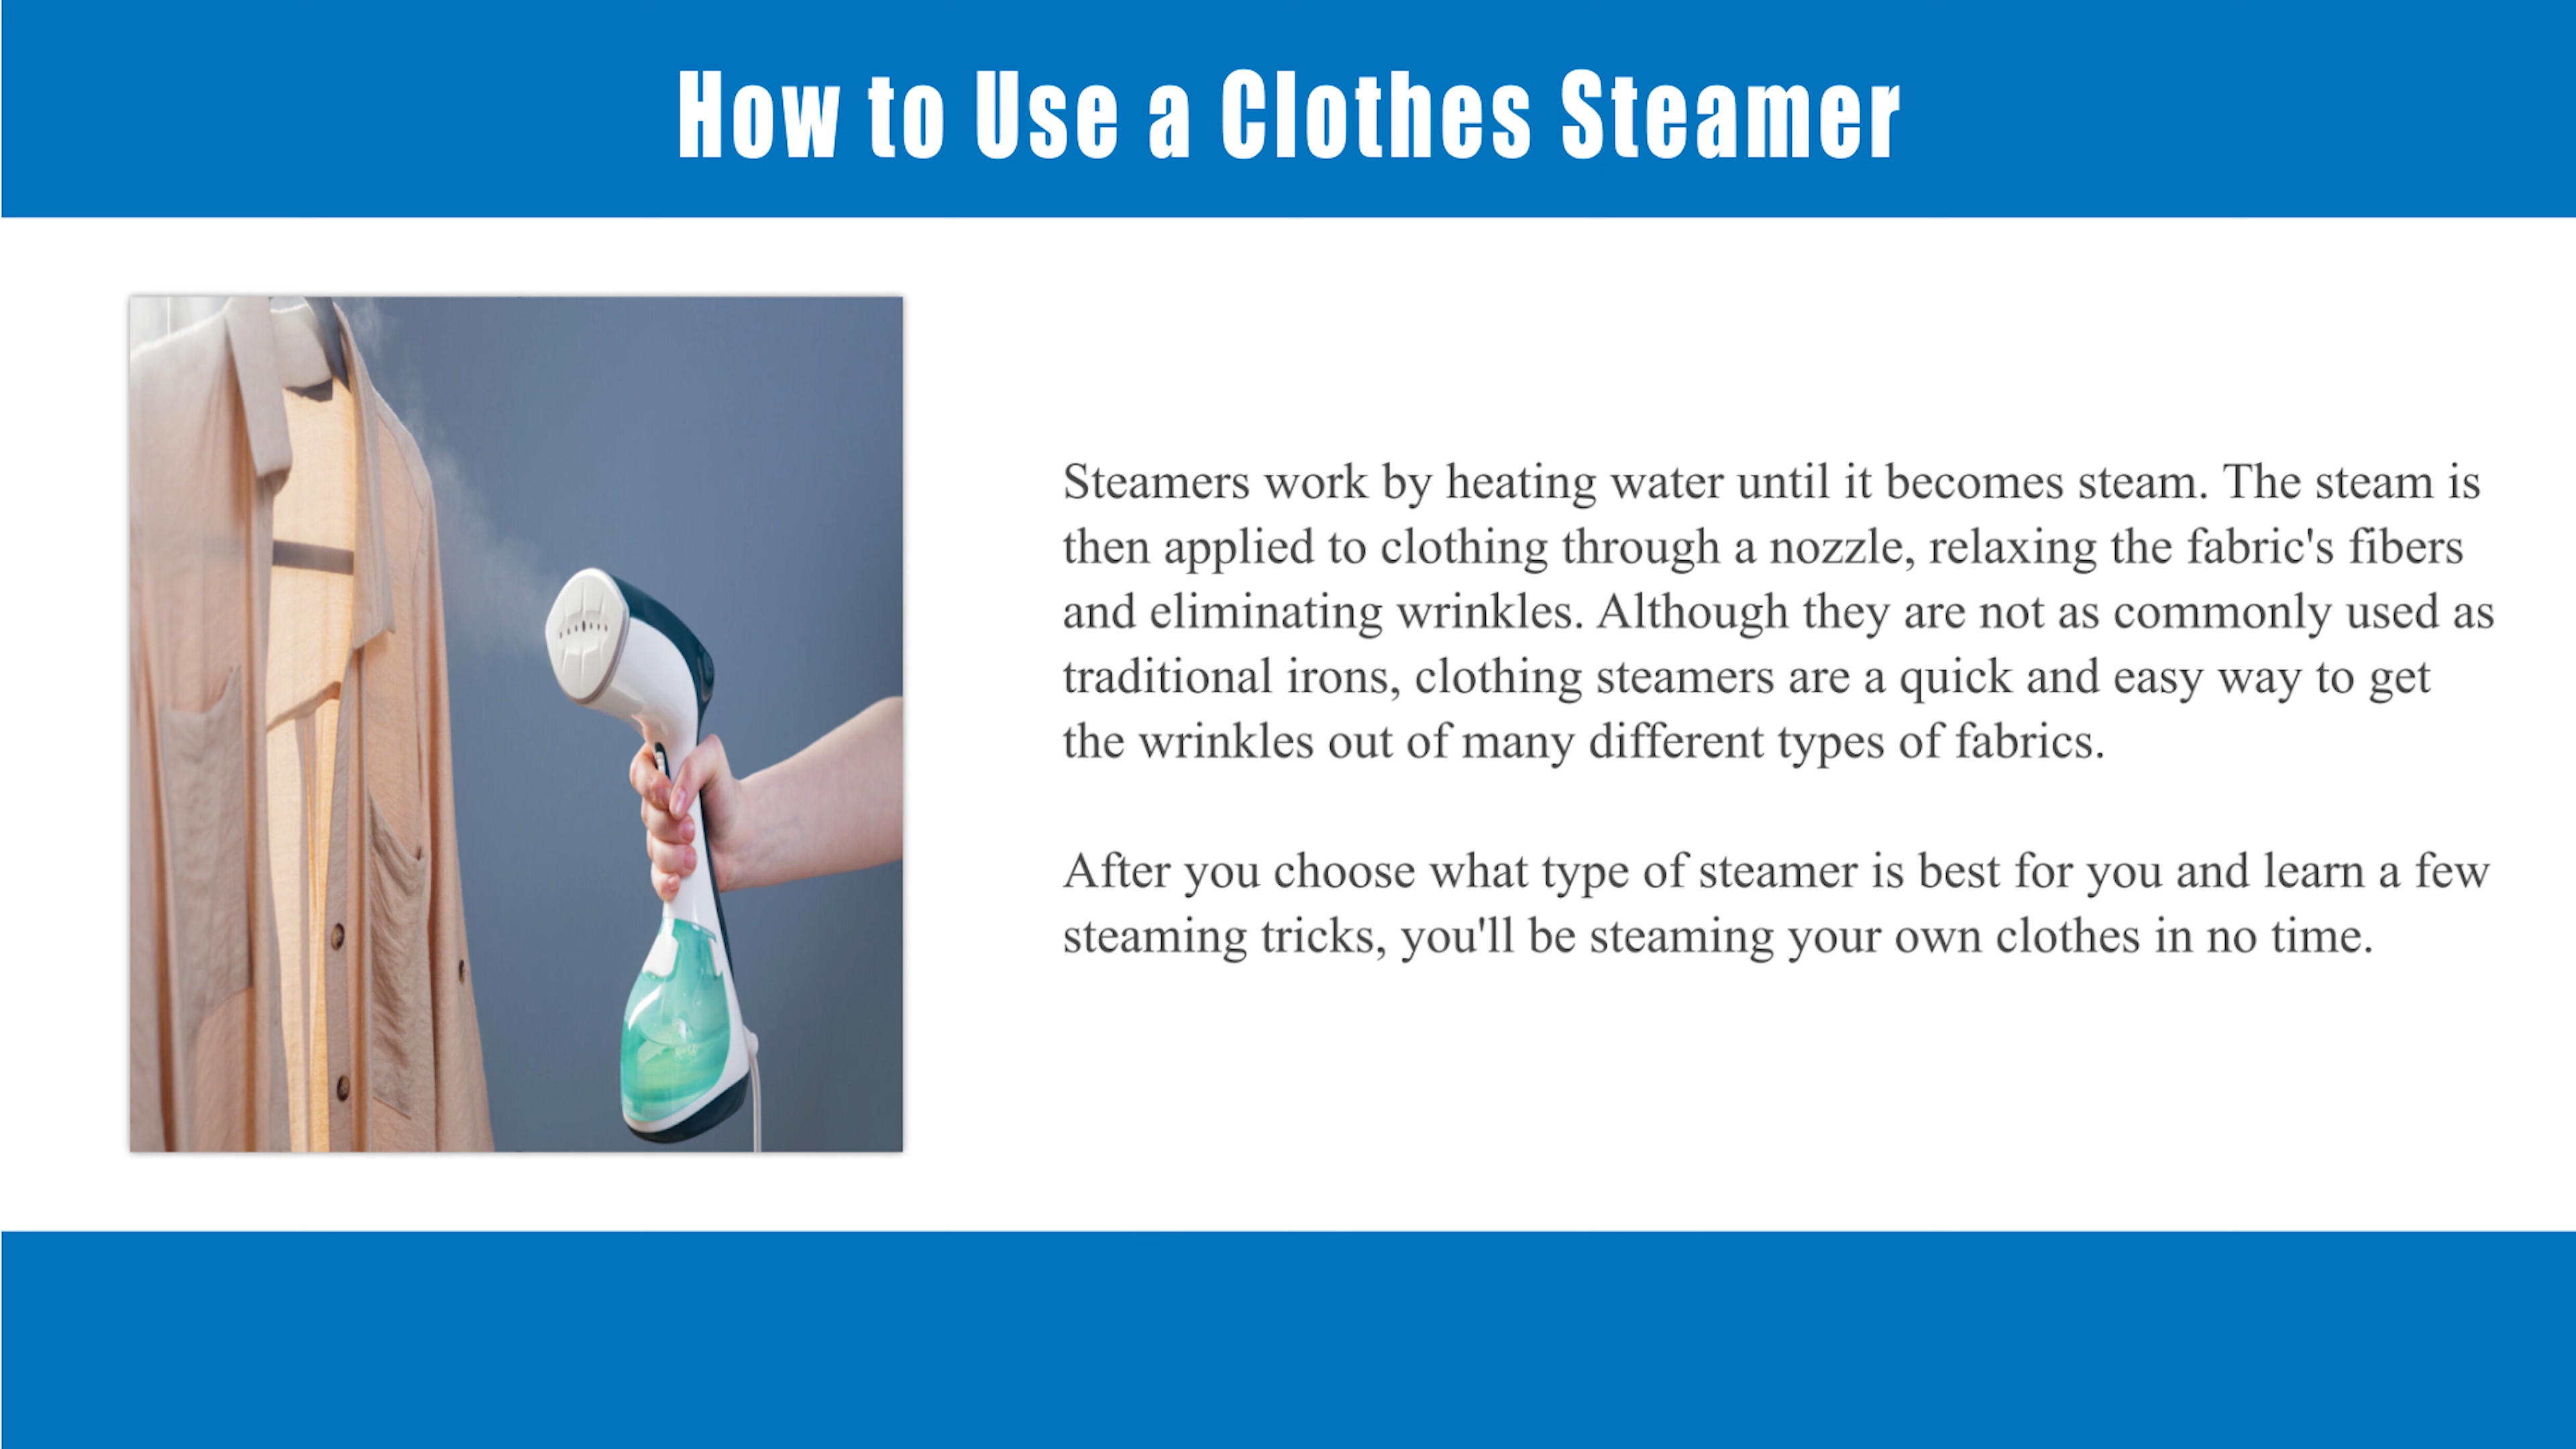 How to Use a Clothes Steamer
Steamers work by heating water until it becomes steam. The steam is
then applied to clothing through a nozzle, relaxing the fabric's fibers
and eliminating wrinkles. Although they are not as commonly used as
traditional irons, clothing steamers are a quick and easy way to get
the wrinkles out of many different types of fabrics.
After you choose what type of steamer is best for you and learn a few
steaming tricks, you'll be steaming your own clothes in no time.